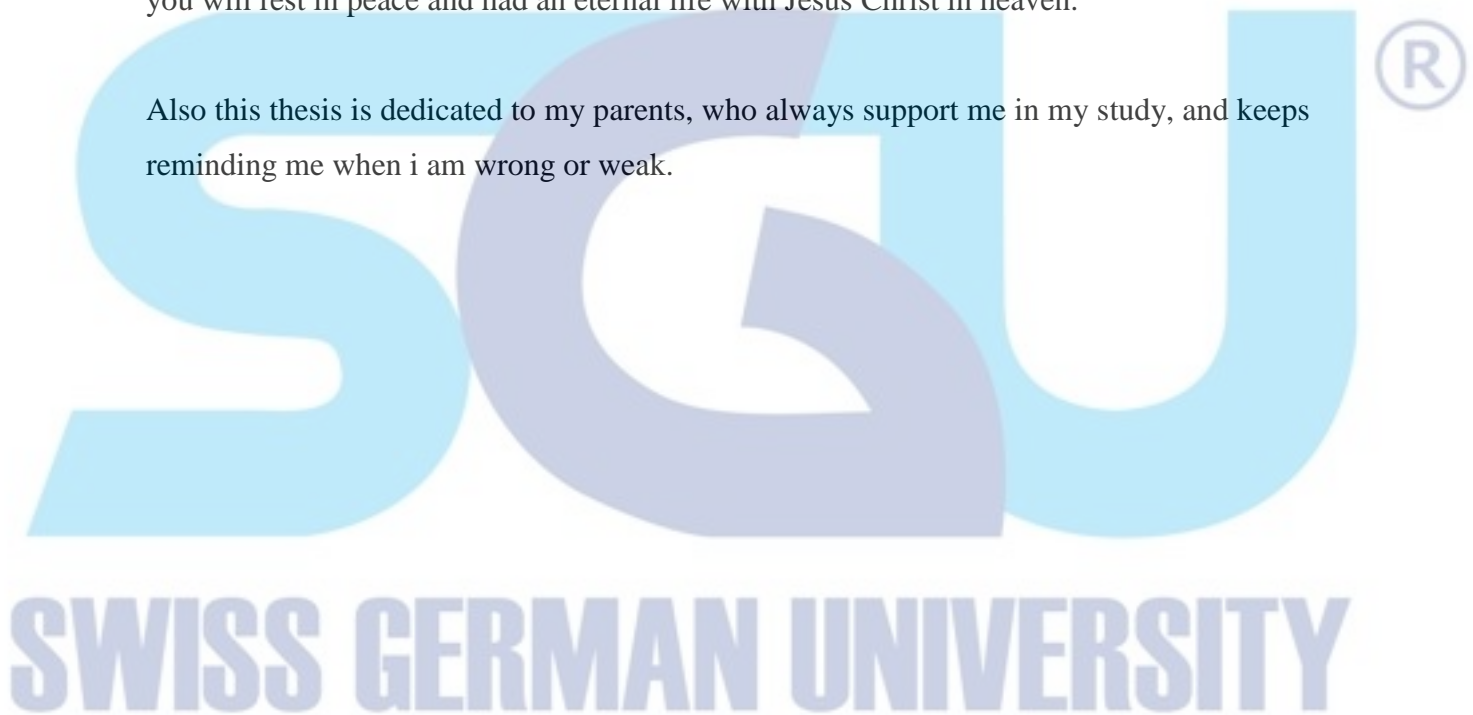 you will rest in peace and had an eternal life with Jesus Christ in heaven.
Also this thesis is dedicated to my parents, who always support me in my study, and keeps
reminding me when i am wrong or weak.
SGU ®
SWISS GERMAN UNIVERSITY